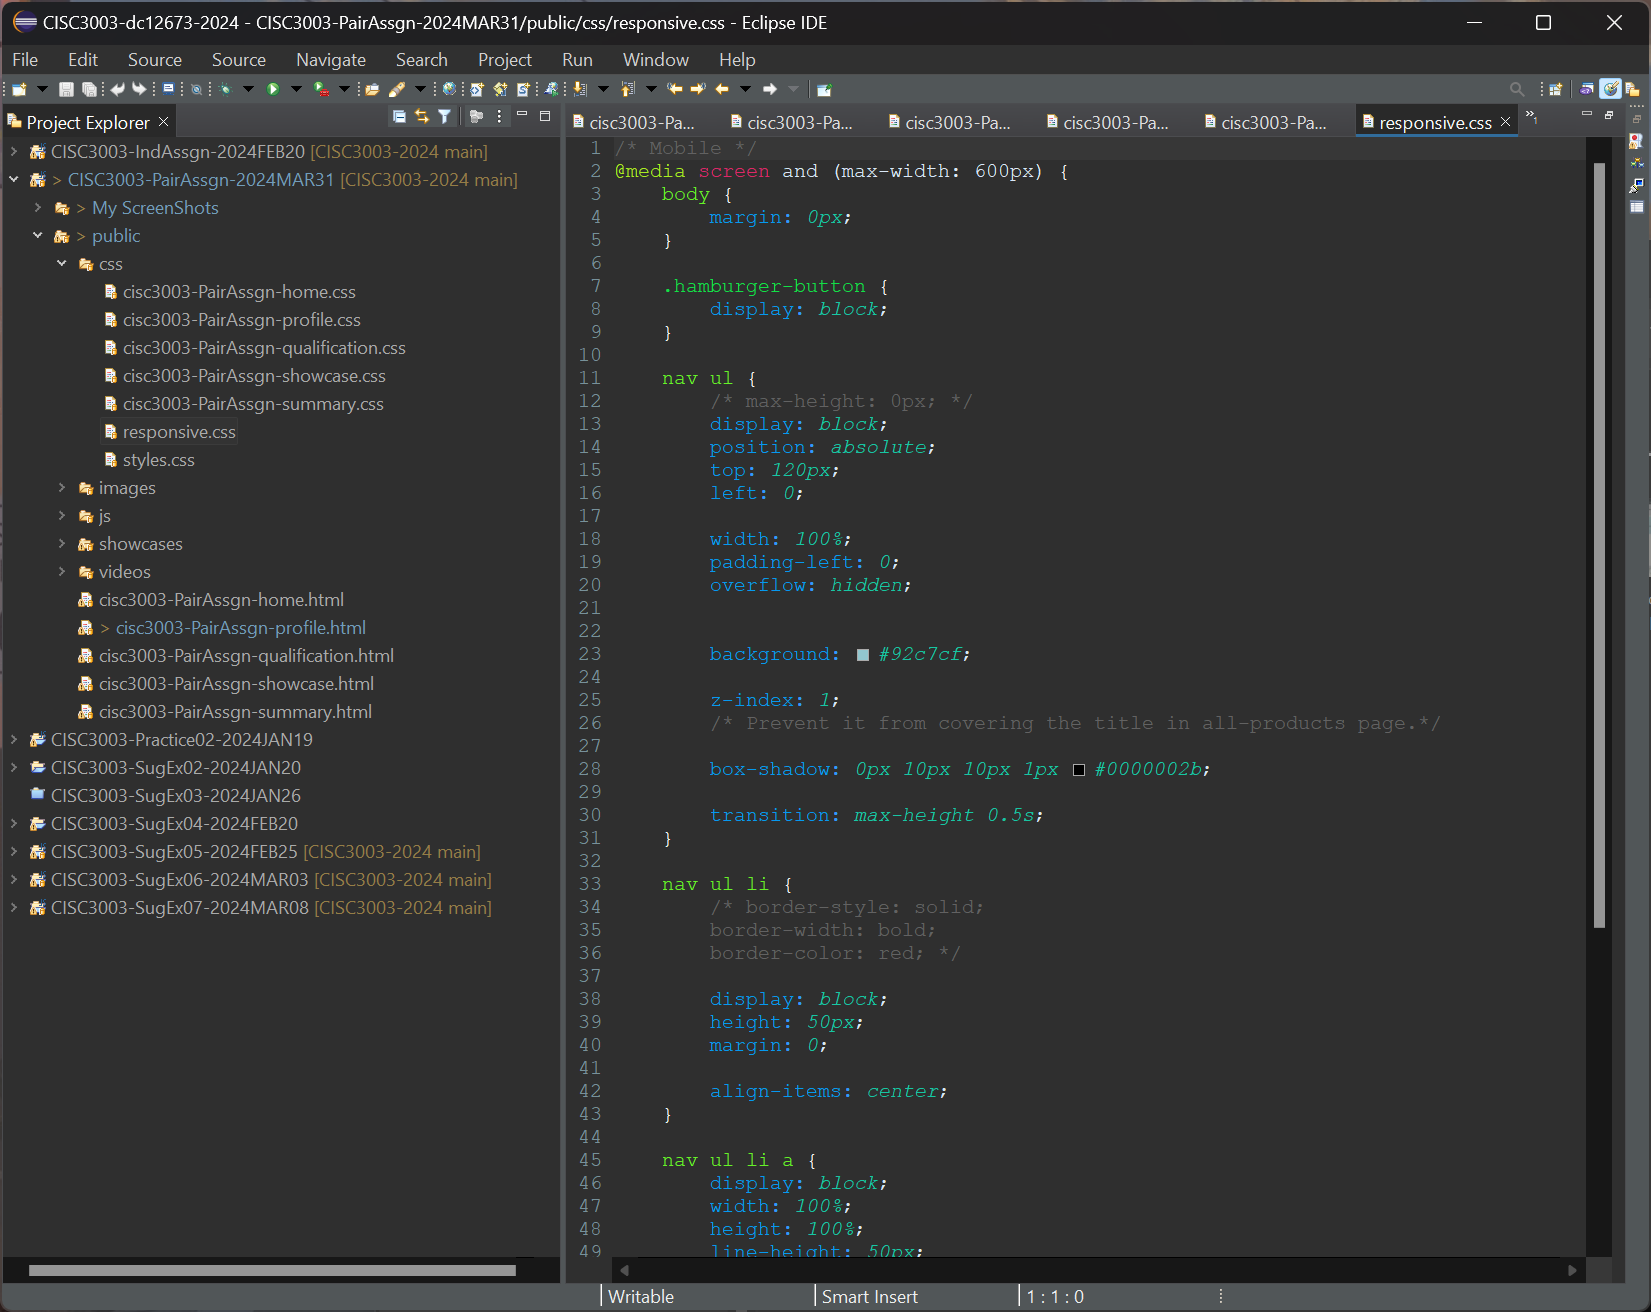 CISC3003-dc12673-2024 - CISC3003-PairAssgn-2024MAR31/public/css/responsive.css - Eclipse IDE
File Edit Source Source Navigate Search Project Run Window Help
Project Explorer
CISC3003-IndAssgn-2024FEB20 [CISC3003-2024 main]
> CISC3003-PairAssgn-2024MAR31 [CISC3003-2024 main]
> My ScreenShots
> public
css
cisc3003-PairAssgn-home.css
cisc3003-PairAssgn-profile.css
cisc3003-PairAssgn-qualification.css
cisc3003-PairAssgn-showcase.css
cisc3003-PairAssgn-summary.css
responsive.css
styles.css
images
js
showcases
videos
cisc3003-PairAssgn-home.html
> cisc3003-PairAssgn-profile.html
cisc3003-PairAssgn-qualification.html
cisc3003-PairAssgn-showcase.html
cisc3003-PairAssgn-summary.html
CISC3003-Practice02-2024JAN19
CISC3003-SugEx02-2024JAN20
CISC3003-SugEx03-2024JAN26
CISC3003-SugEx04-2024FEB20
CISC3003-SugEx05-2024FEB25 [CISC3003-2024 main]
CISC3003-SugEx06-2024MAR03 [CISC3003-2024 main]
CISC3003-SugEx07-2024MAR08 [CISC3003-2024 main]
cisc3003-Pa... cisc3003-Pa... cisc3003-Pa... cisc3003-Pa... cisc3003-Pa... responsive.css »1
1 /* Mobile */
2 @media screen and (max-width: 600px) {
3 body {
4 margin: 0px;
5 }
6
7 .hamburger-button {
8 display: block;
9 }
10
11 nav ul {
12 /* max-height: 0px; */
13 display: block;
14 position: absolute;
15 top: 120px;
16 left: 0;
17
18 width: 100%;
19 padding-left: 0;
20 overflow: hidden;
21
22
23 background: #92c7cf;
24
25 z-index: 1;
26 /* Prevent it from covering the title in all-products page.*/
27
28 box-shadow: 0px 10px 10px 1px #0000002b;
29
30 transition: max-height 0.5s;
31 }
32
33 nav ul li {
34 /* border-style: solid;
35 border-width: bold;
36 border-color: red; */
37
38 display: block;
39 height: 50px;
40 margin: 0;
41
42 align-items: center;
43 }
44
45 nav ul li a {
46 display: block;
47 width: 100%;
48 height: 100%;
49 line-height: 50px;
Writable Smart Insert 1 : 1 : 0